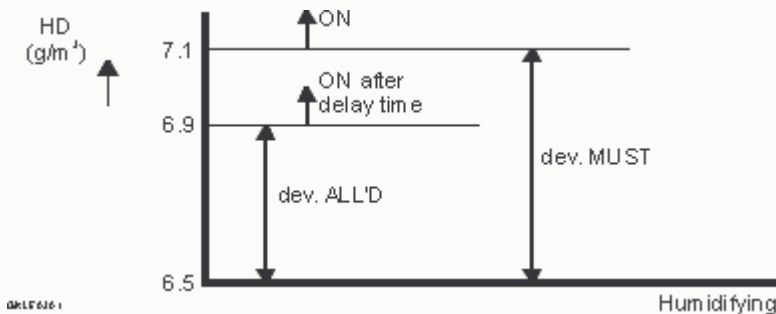 HD
(g/m³)
ON
7.1
ON after
delay time
6.9
dev. MUST
dev. ALL'D
6.5
Humidifying